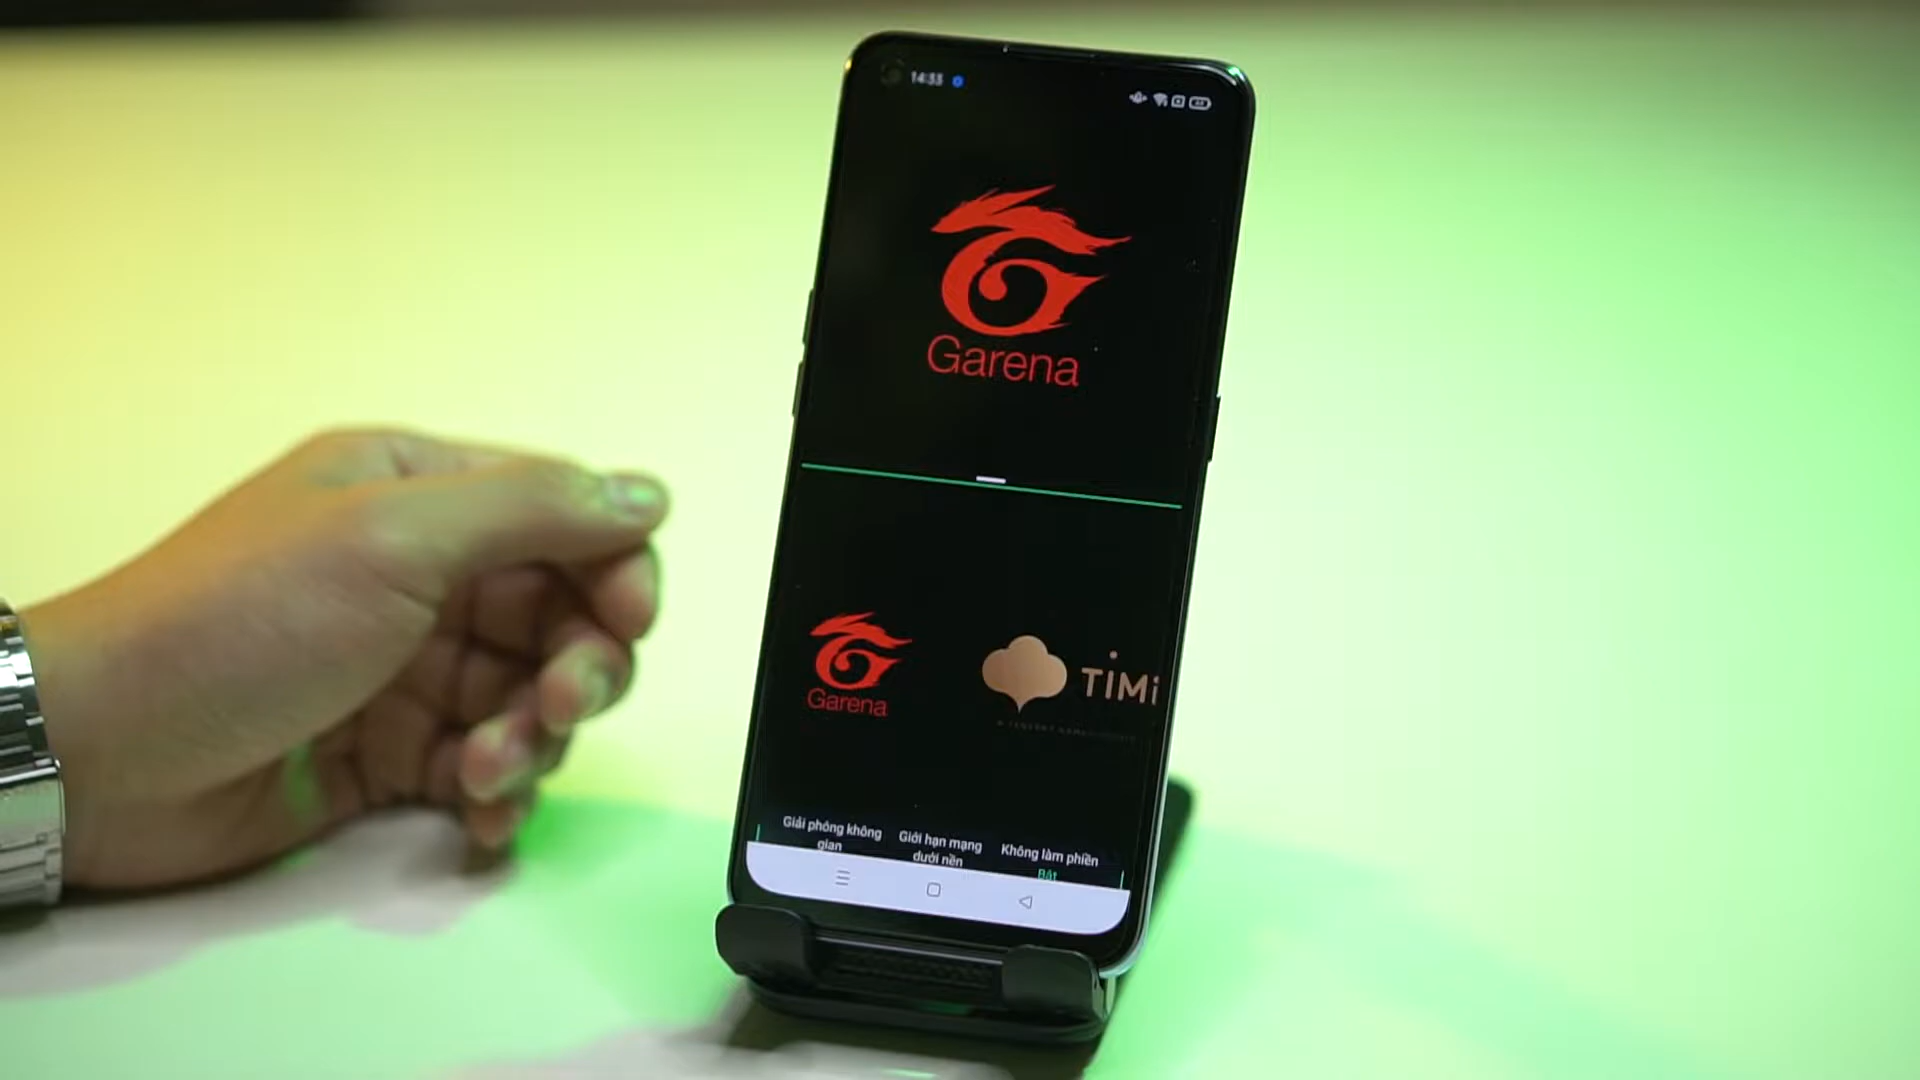 14:33
Garena
Garena
TiMi
Giải phóng không
gian
Giới hạn mạng
dưới nền
Không làm phiền
Bật